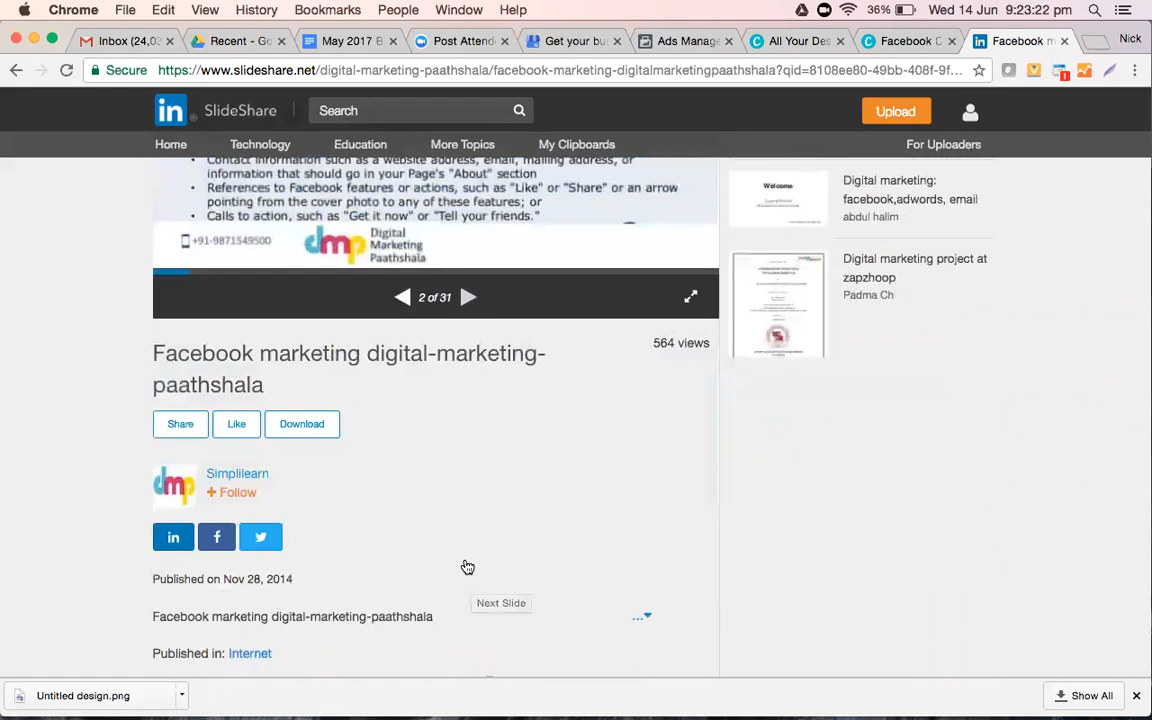 Chrome File Edit View History Bookmarks People Window Help 36% Wed 14 Jun 9:23:22 pm
Inbox (24,03 Recent - Go May 2017 B Post Attend Get your bu Ads Manage All Your Des Facebook C Facebook m Nick
Secure https://www.slideshare.net/digital-marketing-paathshala/facebook-marketing-digitalmarketingpaathshala?qid=8108ee80-49bb-408f-9f...
in SlideShare Search Upload
Home Technology Education More Topics My Clipboards For Uploaders
• Contact information such as a website address, email, mailing address, or
information that should go in your Page's "About" section
• References to Facebook features or actions, such as "Like" or "Share" or an arrow
pointing from the cover photo to any of these features; or
• Calls to action, such as "Get it now" or "Tell your friends."
+91-9871549500
dmp Digital
Marketing
Paathshala
2 of 31
Welcome
Digital marketing:
facebook,adwords, email
abdul halim
Digital marketing project at
zapzhoop
Padma Ch
Facebook marketing digital-marketing-
paathshala
564 views
Share Like Download
dmp
Simplilearn
+ Follow
in f
Published on Nov 28, 2014
Next Slide
Facebook marketing digital-marketing-paathshala ...
Published in: Internet
Untitled design.png Show All